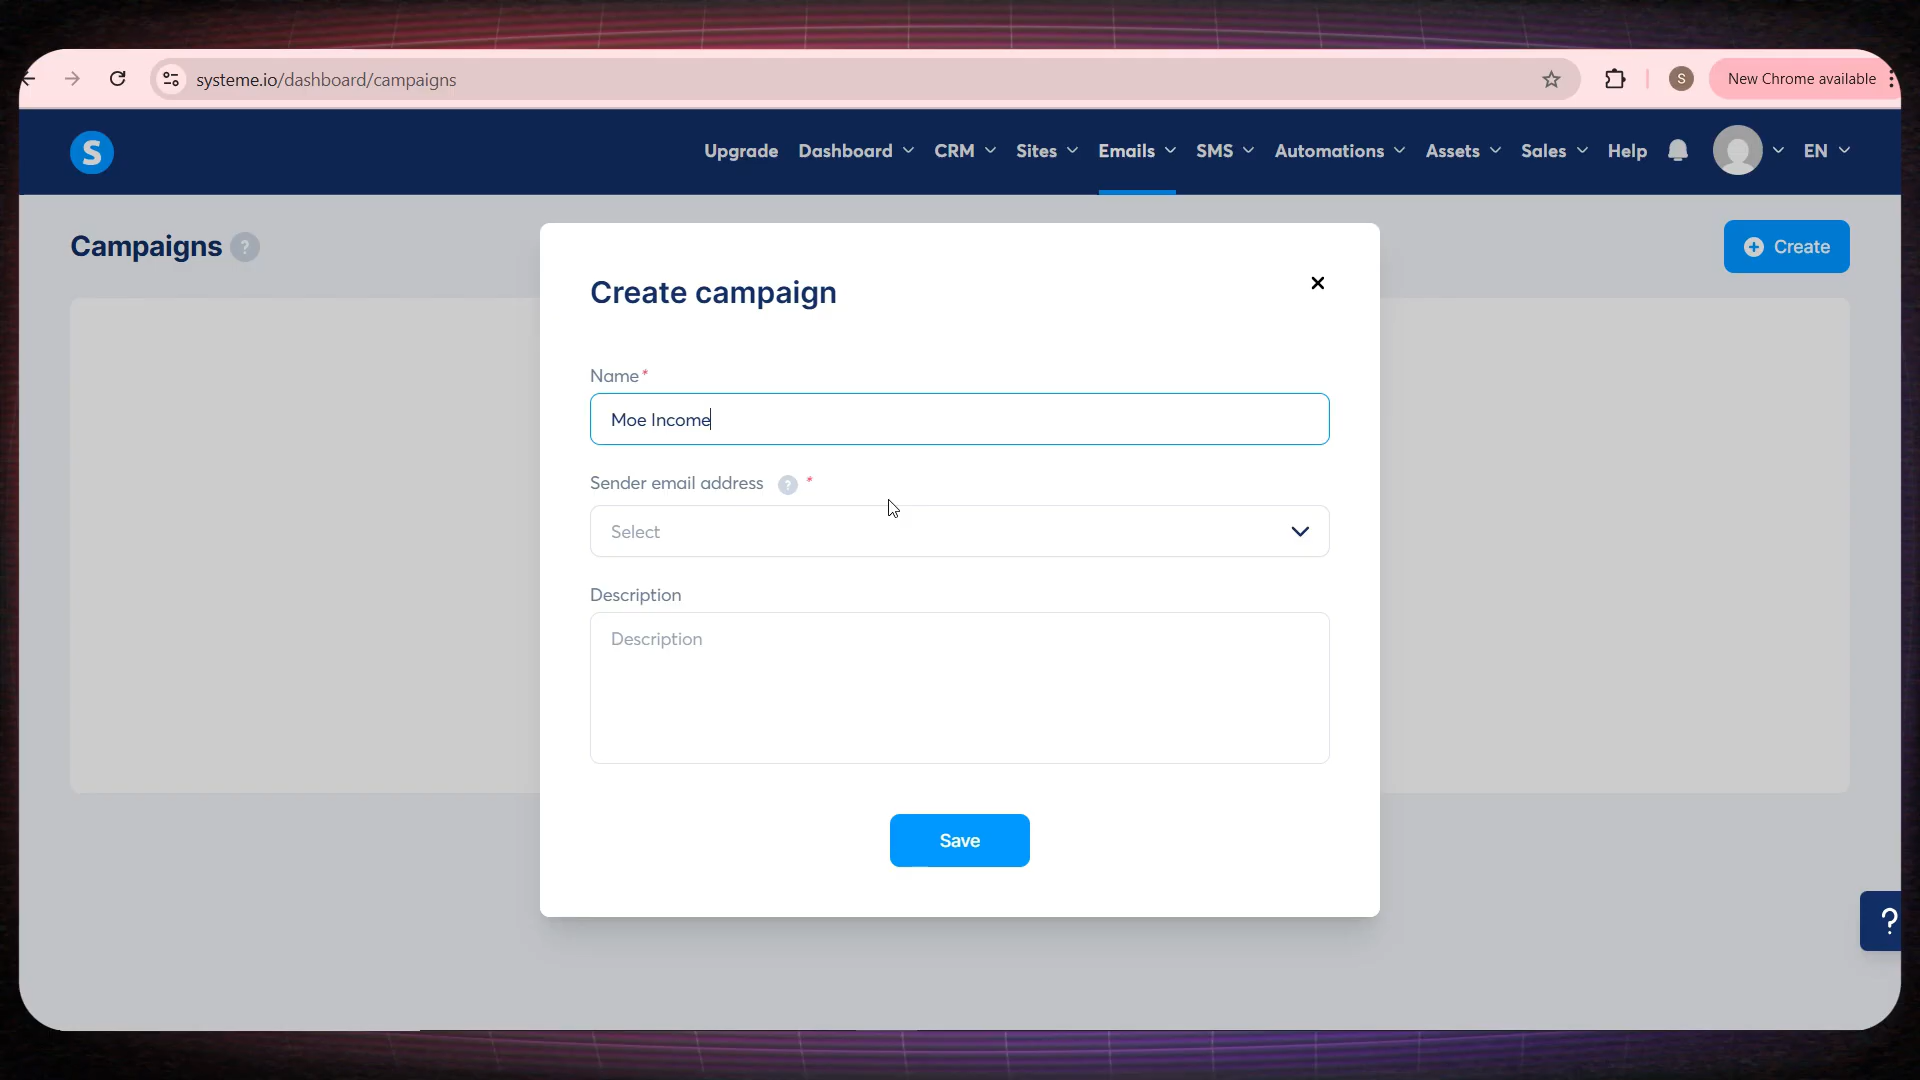 systeme.io/dashboard/campaigns
S
New Chrome available
S
Upgrade Dashboard CRM Sites Emails SMS Automations Assets Sales Help EN
Campaigns ?
Create
Create campaign
Name*
Moe Income
Sender email address ? *
Select
Description
Description
Save
?